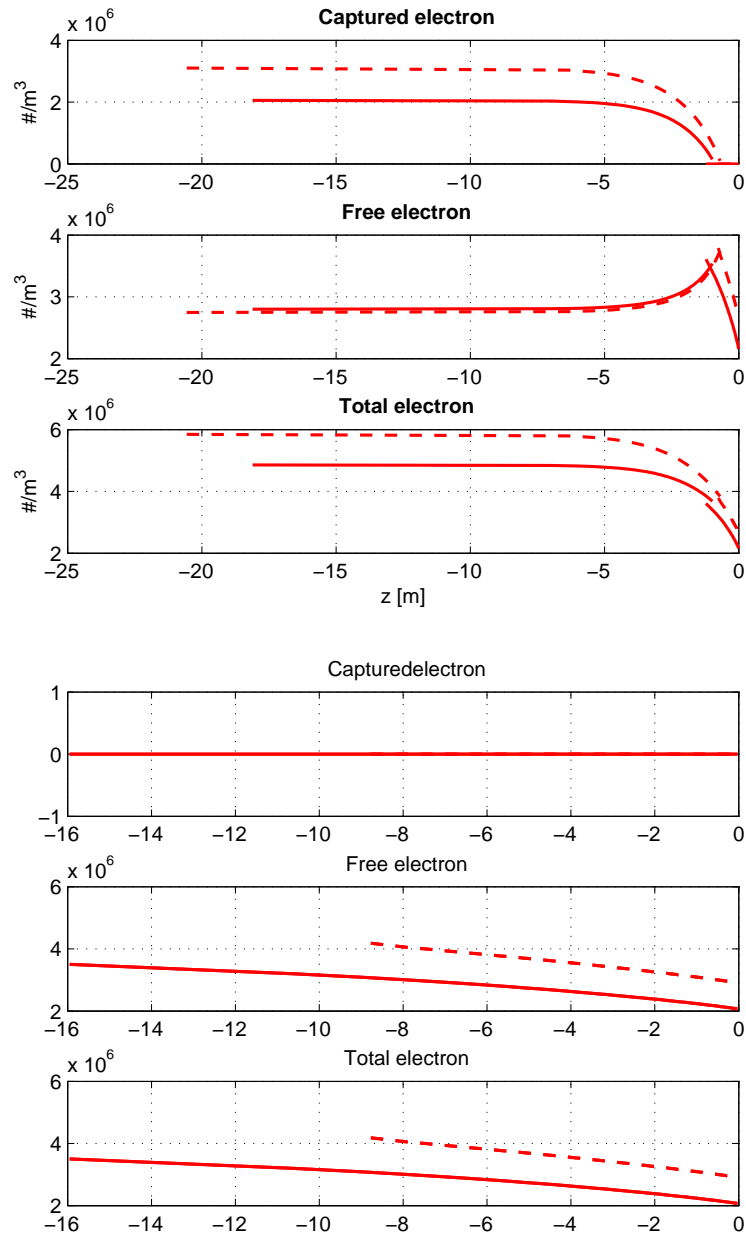 x 10^6
Captured electron
4
2
0
#/m^3
−25 −20 −15 −10 −5 0
x 10^6
Free electron
4
3
2
#/m^3
−25 −20 −15 −10 −5 0
x 10^6
Total electron
6
4
2
#/m^3
−25 −20 −15 −10 −5 0
z [m]
Capturedelectron
1
0
−1
−16 −14 −12 −10 −8 −6 −4 −2 0
x 10^6
Free electron
6
4
2
−16 −14 −12 −10 −8 −6 −4 −2 0
x 10^6
Total electron
6
4
2
−16 −14 −12 −10 −8 −6 −4 −2 0